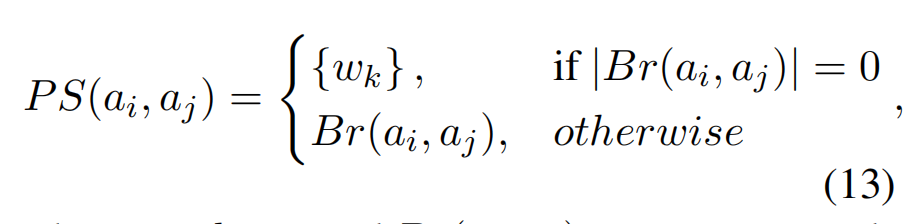 PS(a_i, a_j) = { {w_k}, if |Br(a_i, a_j)| = 0
Br(a_i, a_j), otherwise ,
(13)